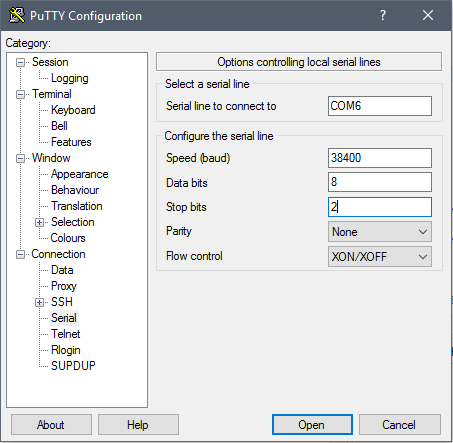 PuTTY Configuration
?
Category:
Session
Logging
Terminal
Keyboard
Bell
Features
Window
Appearance
Behaviour
Translation
Selection
Colours
Connection
Data
Proxy
SSH
Serial
Telnet
Rlogin
SUPDUP
Options controlling local serial lines
Select a serial line
Serial line to connect to COM6
Configure the serial line
Speed (baud) 38400
Data bits 8
Stop bits 2
Parity None
Flow control XON/XOFF
About Help Open Cancel